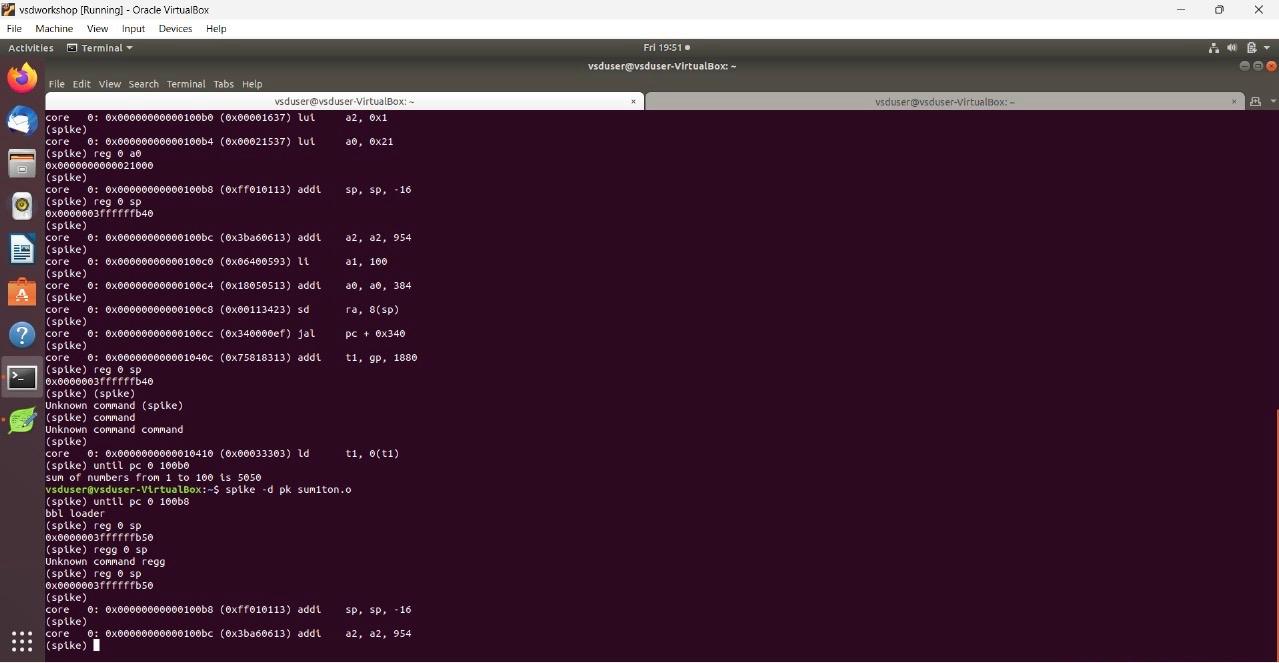 vsdworkshop [Running] - Oracle VirtualBox
File Machine View Input Devices Help
Activities Terminal Fri 19:51
vsduser@vsduser-VirtualBox: ~
File Edit View Search Terminal Tabs Help
vsduser@vsduser-VirtualBox: ~ × vsduser@vsduser-VirtualBox: ~ ×
core   0: 0x00000000000100b0 (0x00001637) lui     a2, 0x1
(spike)
core   0: 0x00000000000100b4 (0x00021537) lui     a0, 0x21
(spike) reg 0 a0
0x0000000000021000
(spike)
core   0: 0x00000000000100b8 (0xff010113) addi    sp, sp, -16
(spike) reg 0 sp
0x0000003ffffffb40
(spike)
core   0: 0x00000000000100bc (0x3ba60613) addi    a2, a2, 954
(spike)
core   0: 0x00000000000100c0 (0x06400593) li      a1, 100
(spike)
core   0: 0x00000000000100c4 (0x18050513) addi    a0, a0, 384
(spike)
core   0: 0x00000000000100c8 (0x00113423) sd      ra, 8(sp)
(spike)
core   0: 0x00000000000100cc (0x340000ef) jal     pc + 0x340
(spike)
core   0: 0x000000000001040c (0x75818313) addi    t1, gp, 1880
(spike) reg 0 sp
0x0000003ffffffb40
(spike) (spike)
Unknown command (spike)
(spike) command
Unknown command command
(spike)
core   0: 0x0000000000010410 (0x00033303) ld      t1, 0(t1)
(spike) until pc 0 100b0
sum of numbers from 1 to 100 is 5050
vsduser@vsduser-VirtualBox:~$ spike -d pk sum1ton.o
(spike) until pc 0 100b8
bbl loader
(spike) reg 0 sp
0x0000003ffffffb50
(spike) regg 0 sp
Unknown command regg
(spike) reg 0 sp
0x0000003ffffffb50
(spike)
core   0: 0x00000000000100b8 (0xff010113) addi    sp, sp, -16
(spike)
core   0: 0x00000000000100bc (0x3ba60613) addi    a2, a2, 954
(spike)